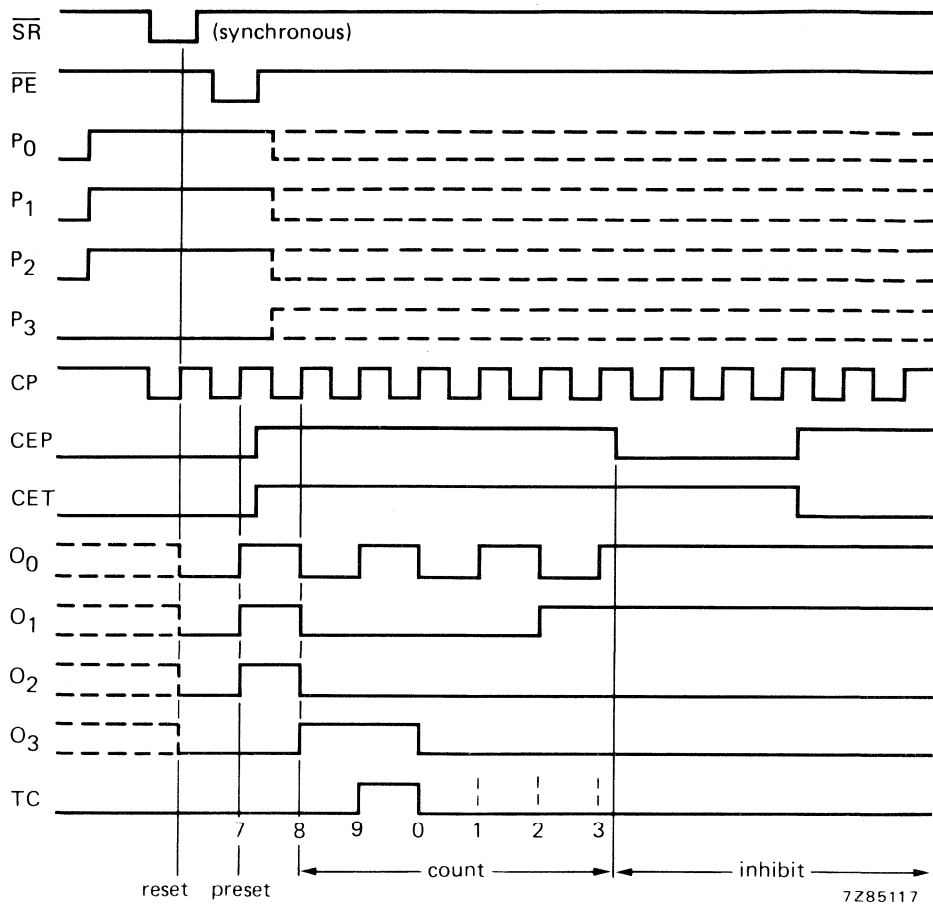 SR (synchronous)
PE
P0
P1
P2
P3
CP
CEP
CET
O0
O1
O2
O3
TC
7 8 9 0 1 2 3
count inhibit
reset preset
7Z85117